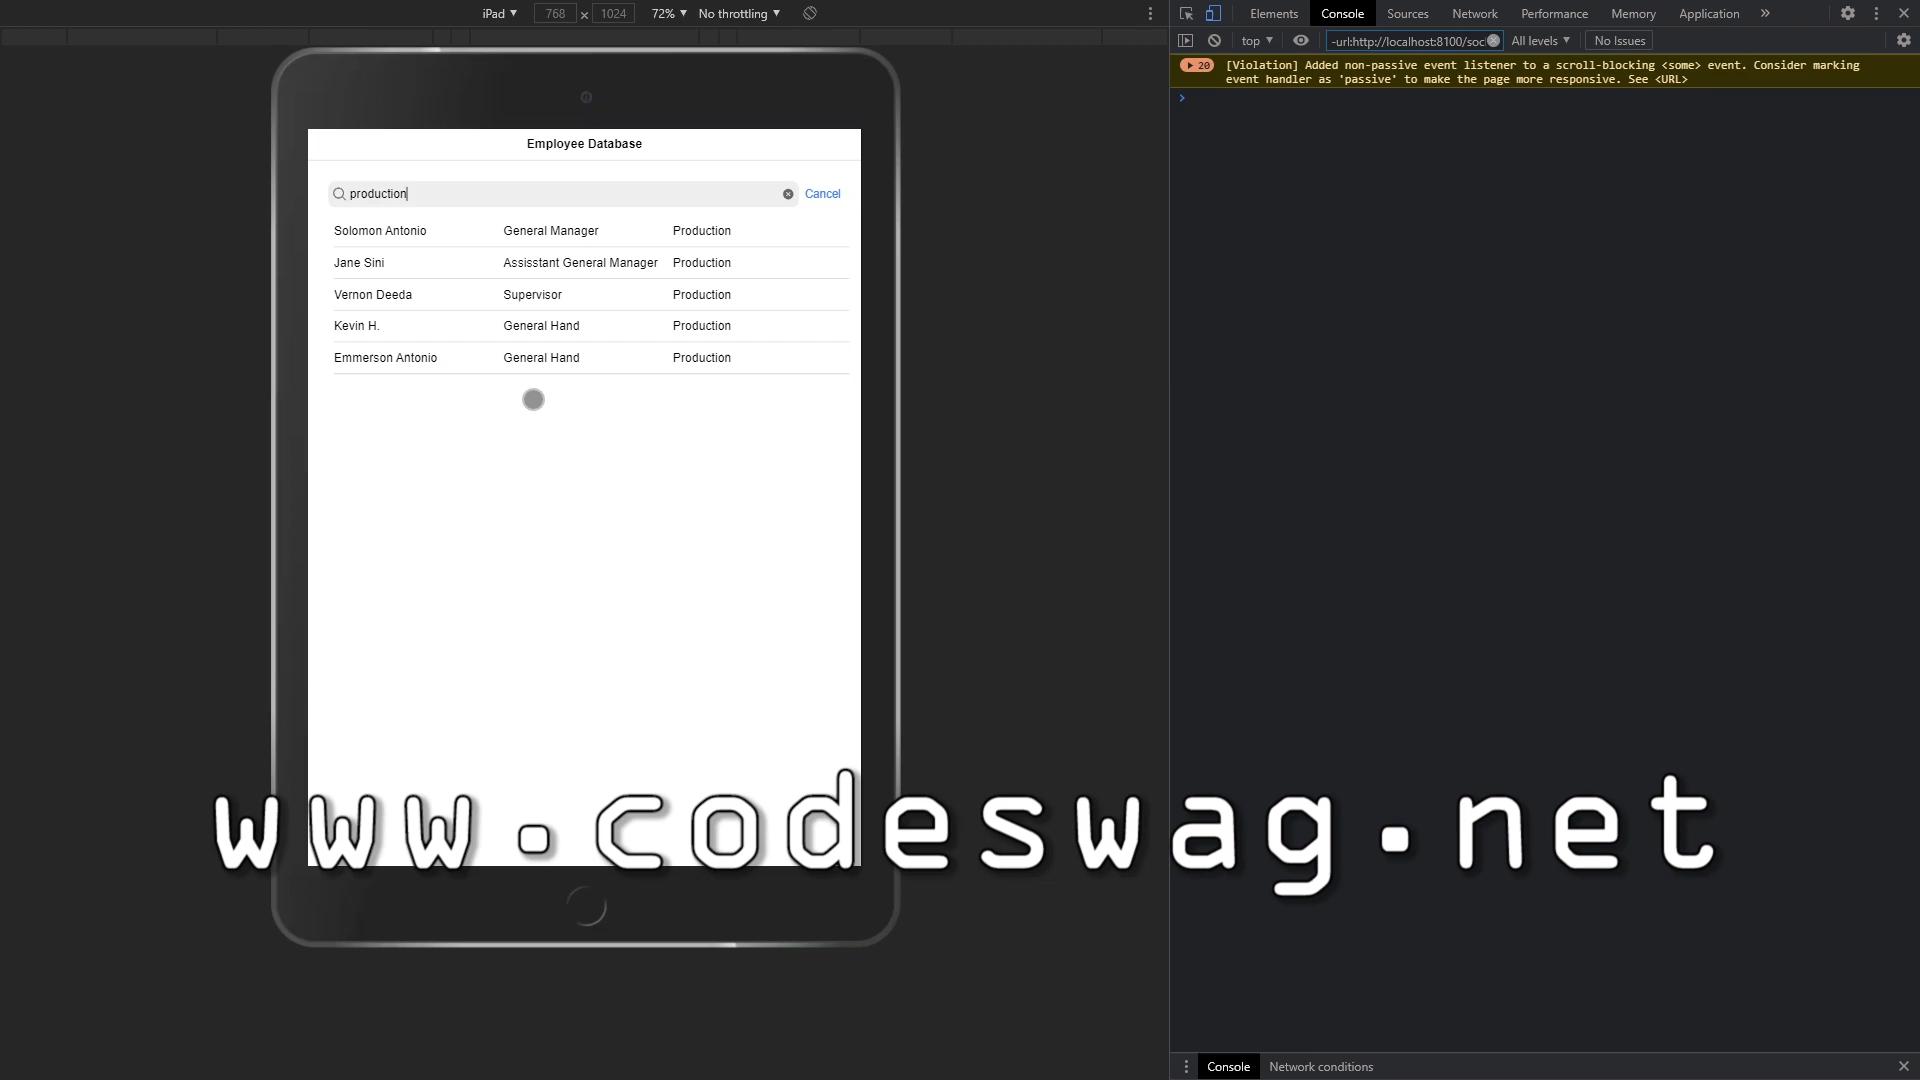 iPad 768 × 1024 72% No throttling
Elements Console Sources Network Performance Memory Application
top -url:http://localhost:8100/soc All levels No Issues
20 [Violation] Added non-passive event listener to a scroll-blocking <some> event. Consider marking
event handler as 'passive' to make the page more responsive. See <URL>
Employee Database
production Cancel
Solomon Antonio General Manager Production
Jane Sini Assisstant General Manager Production
Vernon Deeda Supervisor Production
Kevin H. General Hand Production
Emmerson Antonio General Hand Production
www.codeswag.net
Console Network conditions